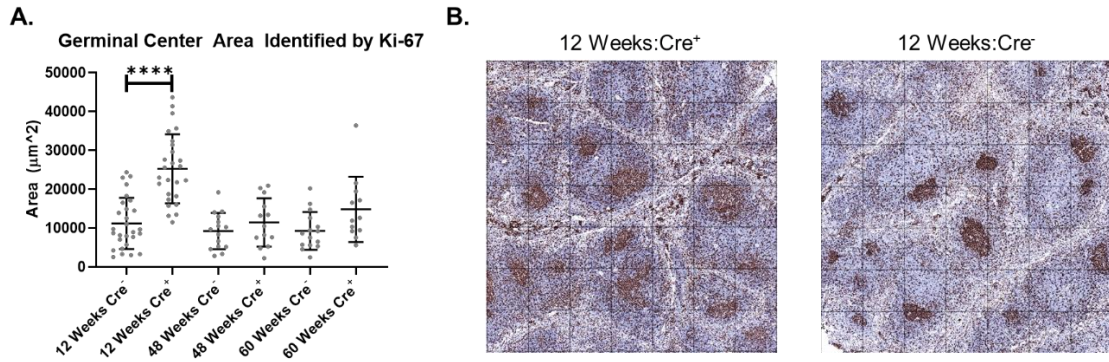 A.
Germinal Center Area Identified by Ki-67
****
50000
40000
30000
20000
10000
0
Area (µm^2)
12 Weeks Cre⁻
12 Weeks Cre⁺
48 Weeks Cre⁻
48 Weeks Cre⁺
60 Weeks Cre⁻
60 Weeks Cre⁺
B.
12 Weeks:Cre⁺
12 Weeks:Cre⁻